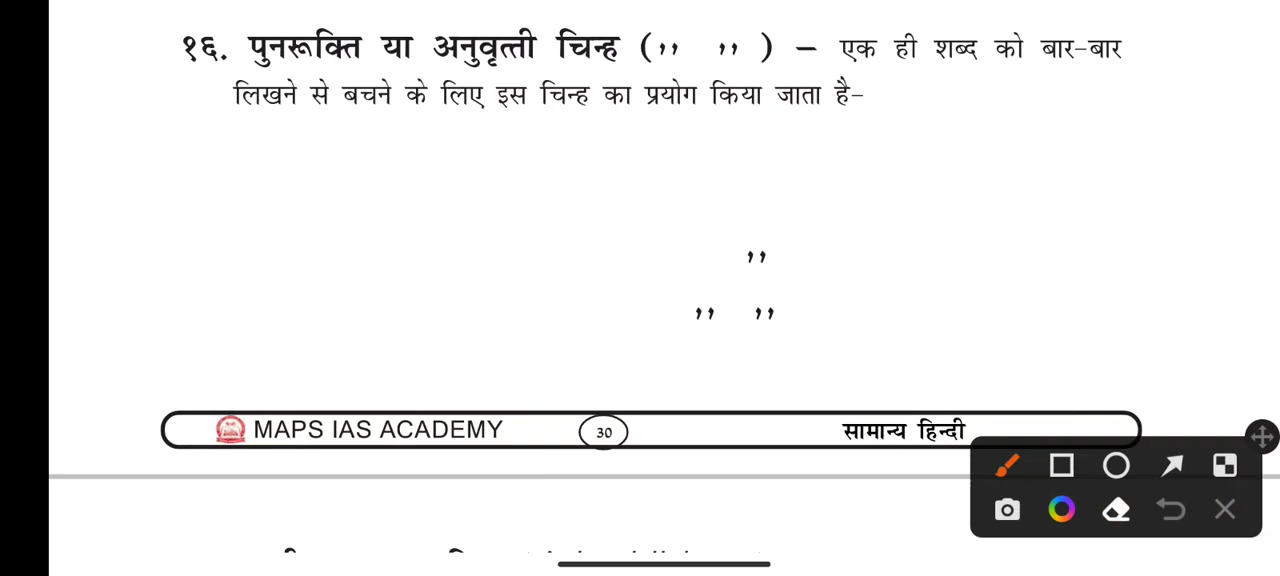 १६. पुनरूक्ति या अनुवृत्ती चिन्ह (,, ,, ) – एक ही शब्द को बार-बार
लिखने से बचने के लिए इस चिन्ह का प्रयोग किया जाता है-
,,
,, ,,
MAPS IAS ACADEMY 30 सामान्य हिन्दी